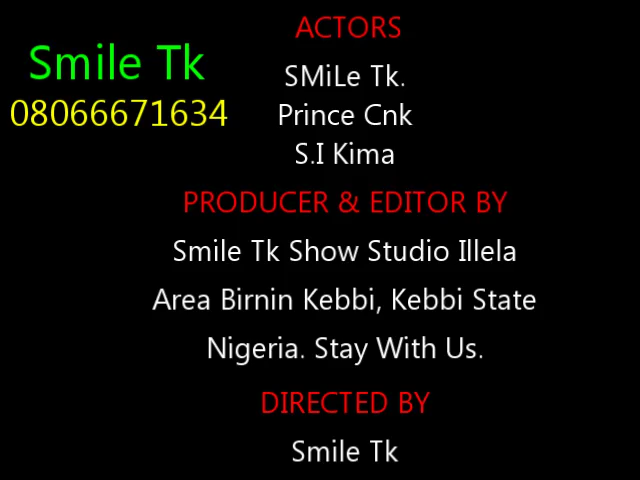 Smile Tk
08066671634
ACTORS
SMiLe Tk.
Prince Cnk
S.I Kima
PRODUCER & EDITOR BY
Smile Tk Show Studio Illela
Area Birnin Kebbi, Kebbi State
Nigeria. Stay With Us.
DIRECTED BY
Smile Tk